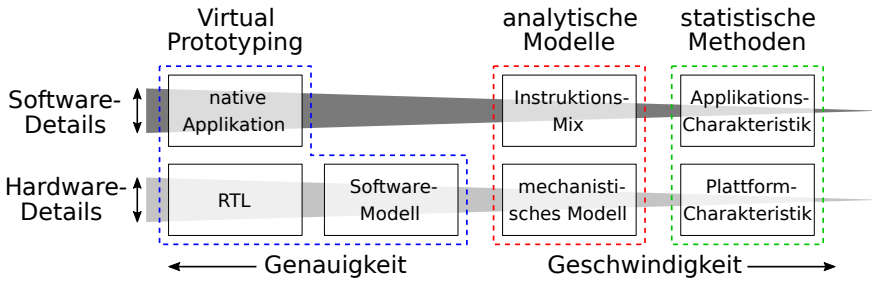 Virtual
Prototyping
analytische
Modelle
statistische
Methoden
Software-
Details
native
Applikation
Instruktions-
Mix
Applikations-
Charakteristik
Hardware-
Details
RTL
Software-
Modell
mechanisti-
sches Modell
Plattform-
Charakteristik
Genauigkeit
Geschwindigkeit